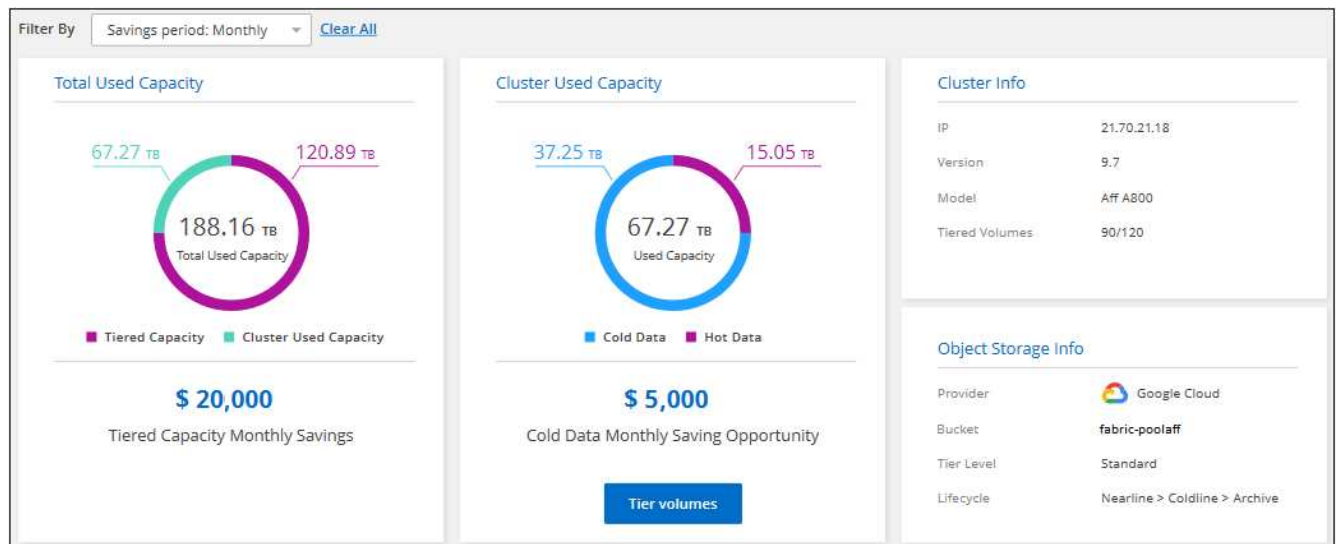 Filter By Savings period: Monthly Clear All
Total Used Capacity
67.27 TB
120.89 TB
188.16 TB
Total Used Capacity
Tiered Capacity Cluster Used Capacity
$ 20,000
Tiered Capacity Monthly Savings
Cluster Used Capacity
37.25 TB
15.05 TB
67.27 TB
Used Capacity
Cold Data Hot Data
$ 5,000
Cold Data Monthly Saving Opportunity
Tier volumes
Cluster Info
IP 21.70.21.18
Version 9.7
Model Aff A800
Tiered Volumes 90/120
Object Storage Info
Provider Google Cloud
Bucket fabric-poolaff
Tier Level Standard
Lifecycle Nearline > Coldline > Archive